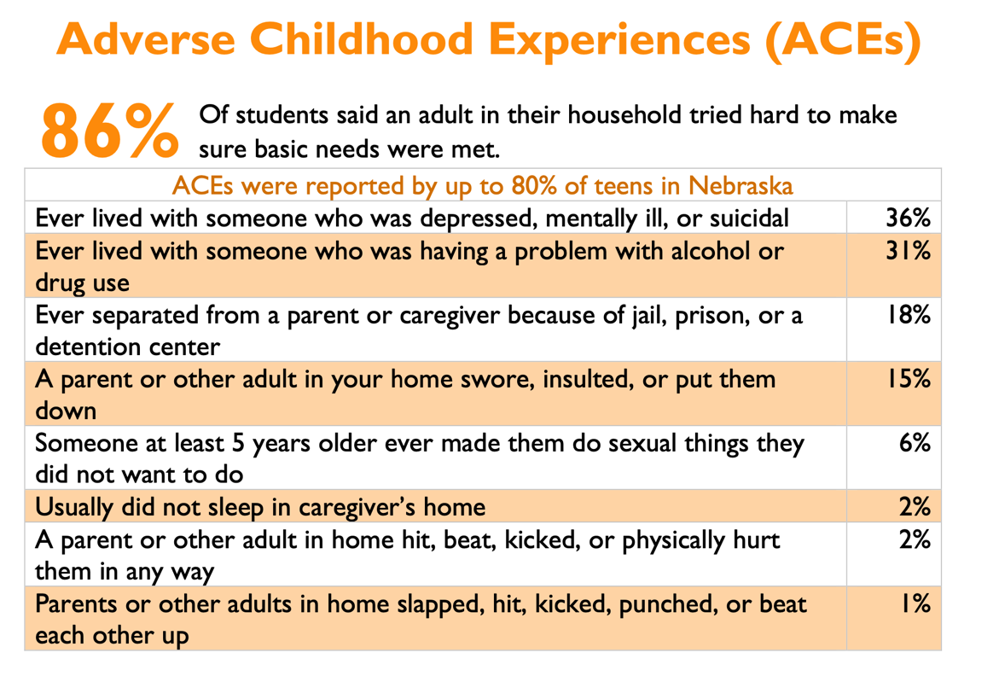 Adverse Childhood Experiences (ACEs)
86%
Of students said an adult in their household tried hard to make
sure basic needs were met.
ACEs were reported by up to 80% of teens in Nebraska
Ever lived with someone who was depressed, mentally ill, or suicidal 36%
Ever lived with someone who was having a problem with alcohol or 31%
drug use
Ever separated from a parent or caregiver because of jail, prison, or a 18%
detention center
A parent or other adult in your home swore, insulted, or put them 15%
down
Someone at least 5 years older ever made them do sexual things they 6%
did not want to do
Usually did not sleep in caregiver’s home 2%
A parent or other adult in home hit, beat, kicked, or physically hurt 2%
them in any way
Parents or other adults in home slapped, hit, kicked, punched, or beat 1%
each other up